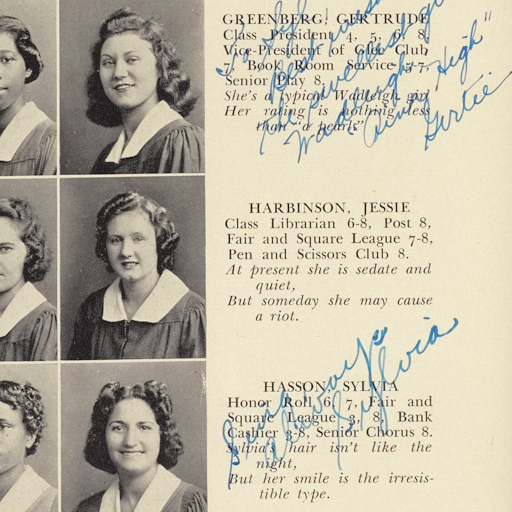 GREENBERG, GERTRUDE
Class President 4, 5, 6, 8,
Vice-President of Glee Club
7, Book Room Service 5-7,
Senior Play 8.
She's a typical Wadleigh girl
Her rating is nothing less
than "a pearl"
Gertie
HARBINSON, JESSIE
Class Librarian 6-8, Post 8,
Fair and Square League 7-8,
Pen and Scissors Club 8.
At present she is sedate and
quiet,
But someday she may cause
a riot.
HASSON, SYLVIA
Honor Roll 6, 7, Fair and
Square League 3, 8, Bank
Cashier 3-8, Senior Chorus 8.
Sylvia's hair isn't like the
night,
But her smile is the irresis-
tible type.
Always
Sylvia